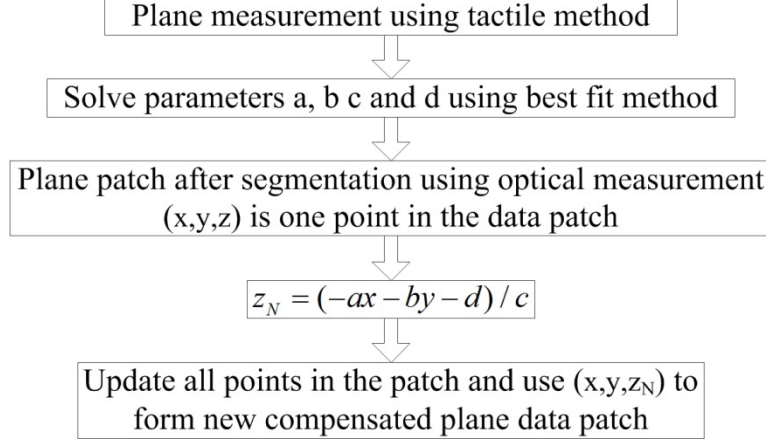 Plane measurement using tactile method
Solve parameters a, b c and d using best fit method
Plane patch after segmentation using optical measurement
(x,y,z) is one point in the data patch
z_N = (−ax − by − d) / c
Update all points in the patch and use (x,y,z_N) to
form new compensated plane data patch